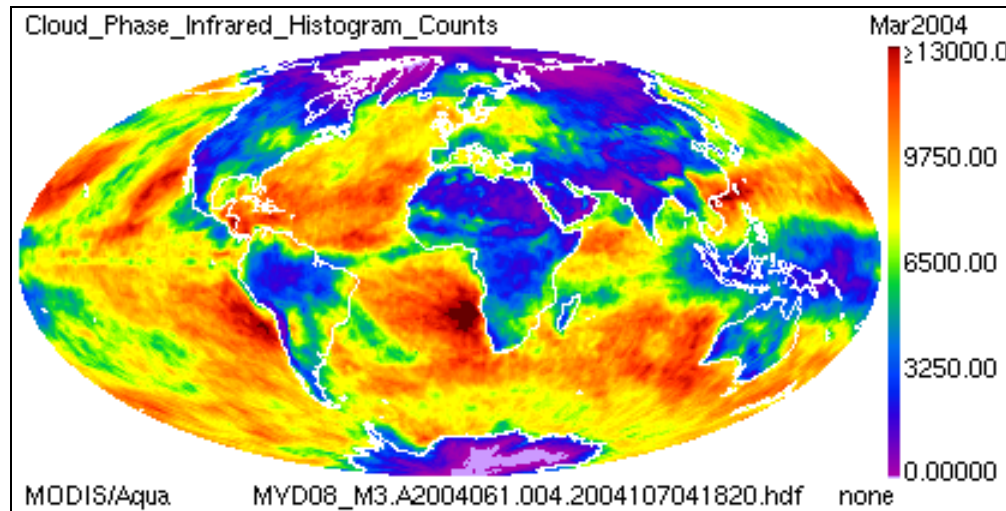 Cloud_Phase_Infrared_Histogram_Counts
Mar2004
≥13000.0
9750.00
6500.00
3250.00
0.00000
MODIS/Aqua MYD08_M3.A2004061.004.2004107041820.hdf none